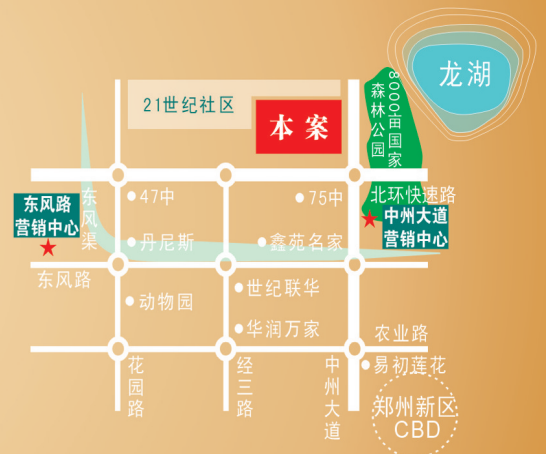 龙湖
8000亩国家
森林公园
21世纪社区
本案
北环快速路
47中
75中
东风路
营销中心
中州大道
营销中心
东风渠
丹尼斯
鑫苑名家
东风路
世纪联华
动物园
华润万家
农业路
易初莲花
花园路
经三路
中州大道
郑州新区
CBD